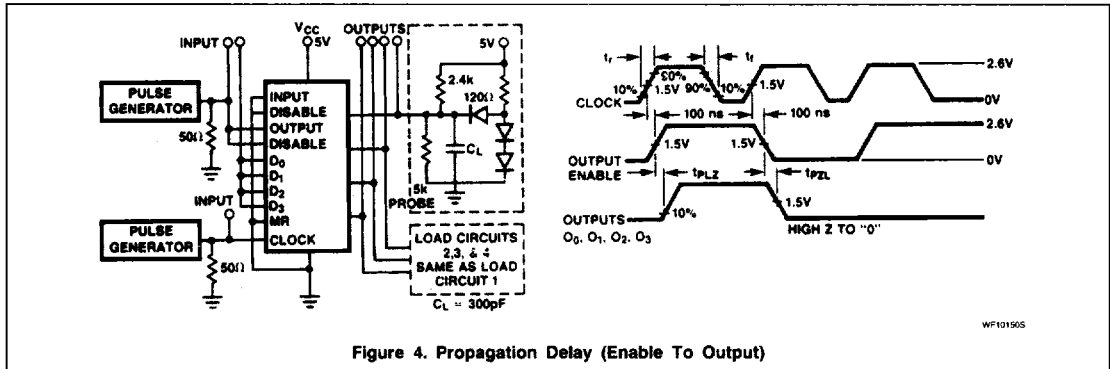 INPUT
VCC
5V
OUTPUTS
5V
PULSE
GENERATOR
50Ω
INPUT
DISABLE
OUTPUT
DISABLE
D0
D1
D2
D3
MR
CLOCK
2.4k
120Ω
CL
5k
PROBE
INPUT
PULSE
GENERATOR
50Ω
LOAD CIRCUITS
2,3, & 4
SAME AS LOAD
CIRCUIT 1
CL = 300pF
tr
tf
90%
10%
1.5V
90%
10%
1.5V
2.6V
0V
CLOCK
100 ns
100 ns
2.6V
1.5V
1.5V
0V
OUTPUT
ENABLE
tPLZ
tPZL
10%
1.5V
OUTPUTS
O0, O1, O2, O3
HIGH Z TO "0"
WF10150S
Figure 4. Propagation Delay (Enable To Output)